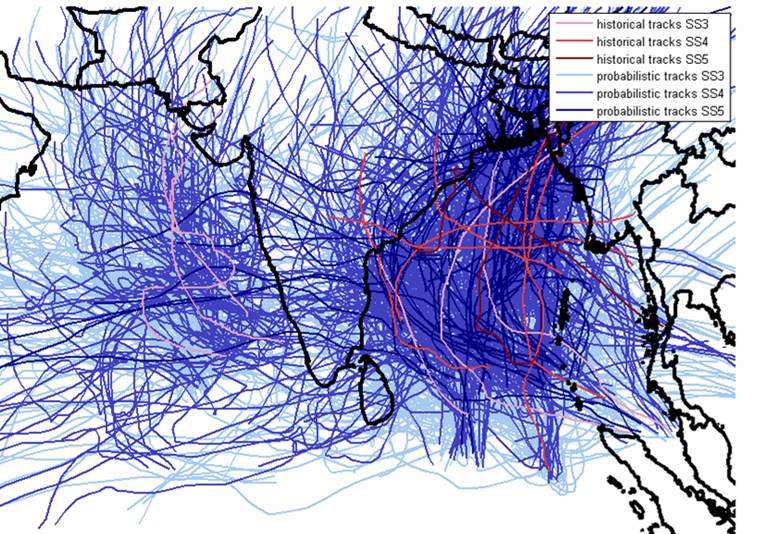 historical tracks SS3
historical tracks SS4
historical tracks SS5
probabilistic tracks SS3
probabilistic tracks SS4
probabilistic tracks SS5